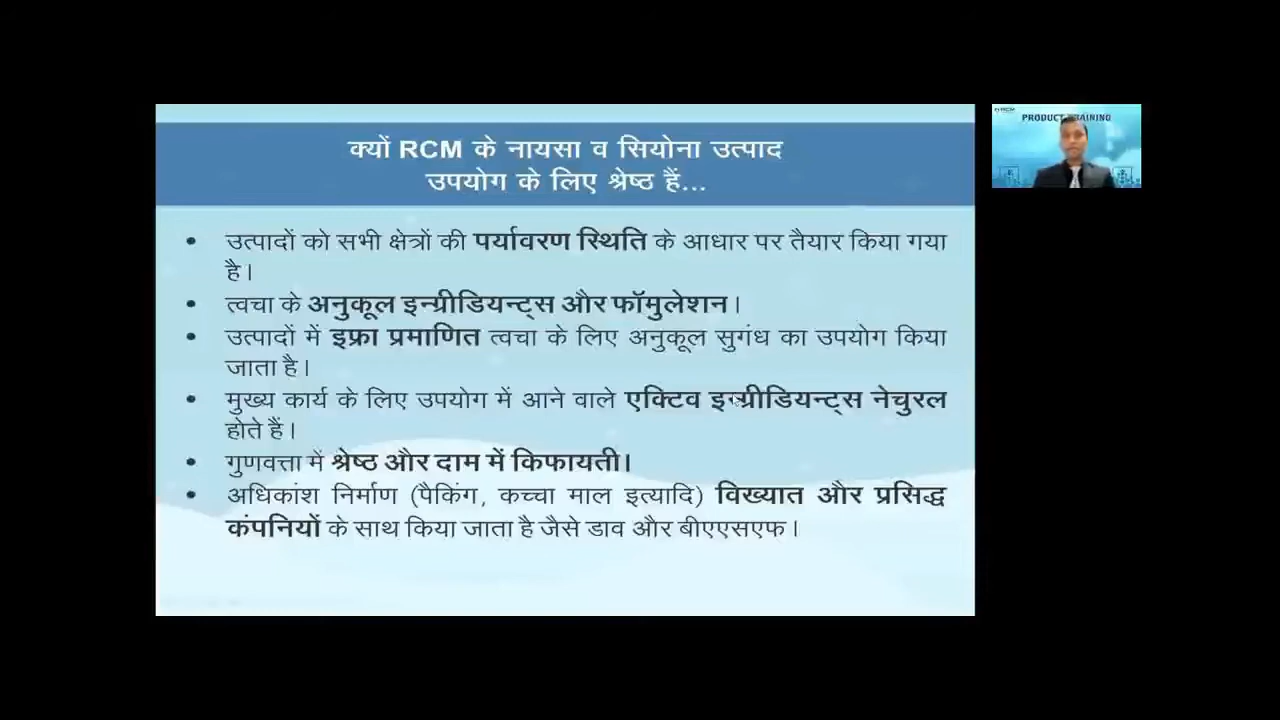 क्यों RCM के नायसा व सियोना उत्पाद
उपयोग के लिए श्रेष्ठ हैं...
• उत्पादों को सभी क्षेत्रों की पर्यावरण स्थिति के आधार पर तैयार किया गया
है।
• त्वचा के अनुकूल इन्ग्रीडियन्ट्स और फॉमुलेशन।
• उत्पादों में इफ्रा प्रमाणित त्वचा के लिए अनुकूल सुगंध का उपयोग किया
जाता है।
• मुख्य कार्य के लिए उपयोग में आने वाले एक्टिव इन्ग्रीडियन्ट्स नेचुरल
होते हैं।
• गुणवत्ता में श्रेष्ठ और दाम में किफायती।
• अधिकांश निर्माण (पैकिंग, कच्चा माल इत्यादि) विख्यात और प्रसिद्ध
कंपनियों के साथ किया जाता है जैसे डाव और बीएएसएफ।
RCM
PRODUCT TRAINING